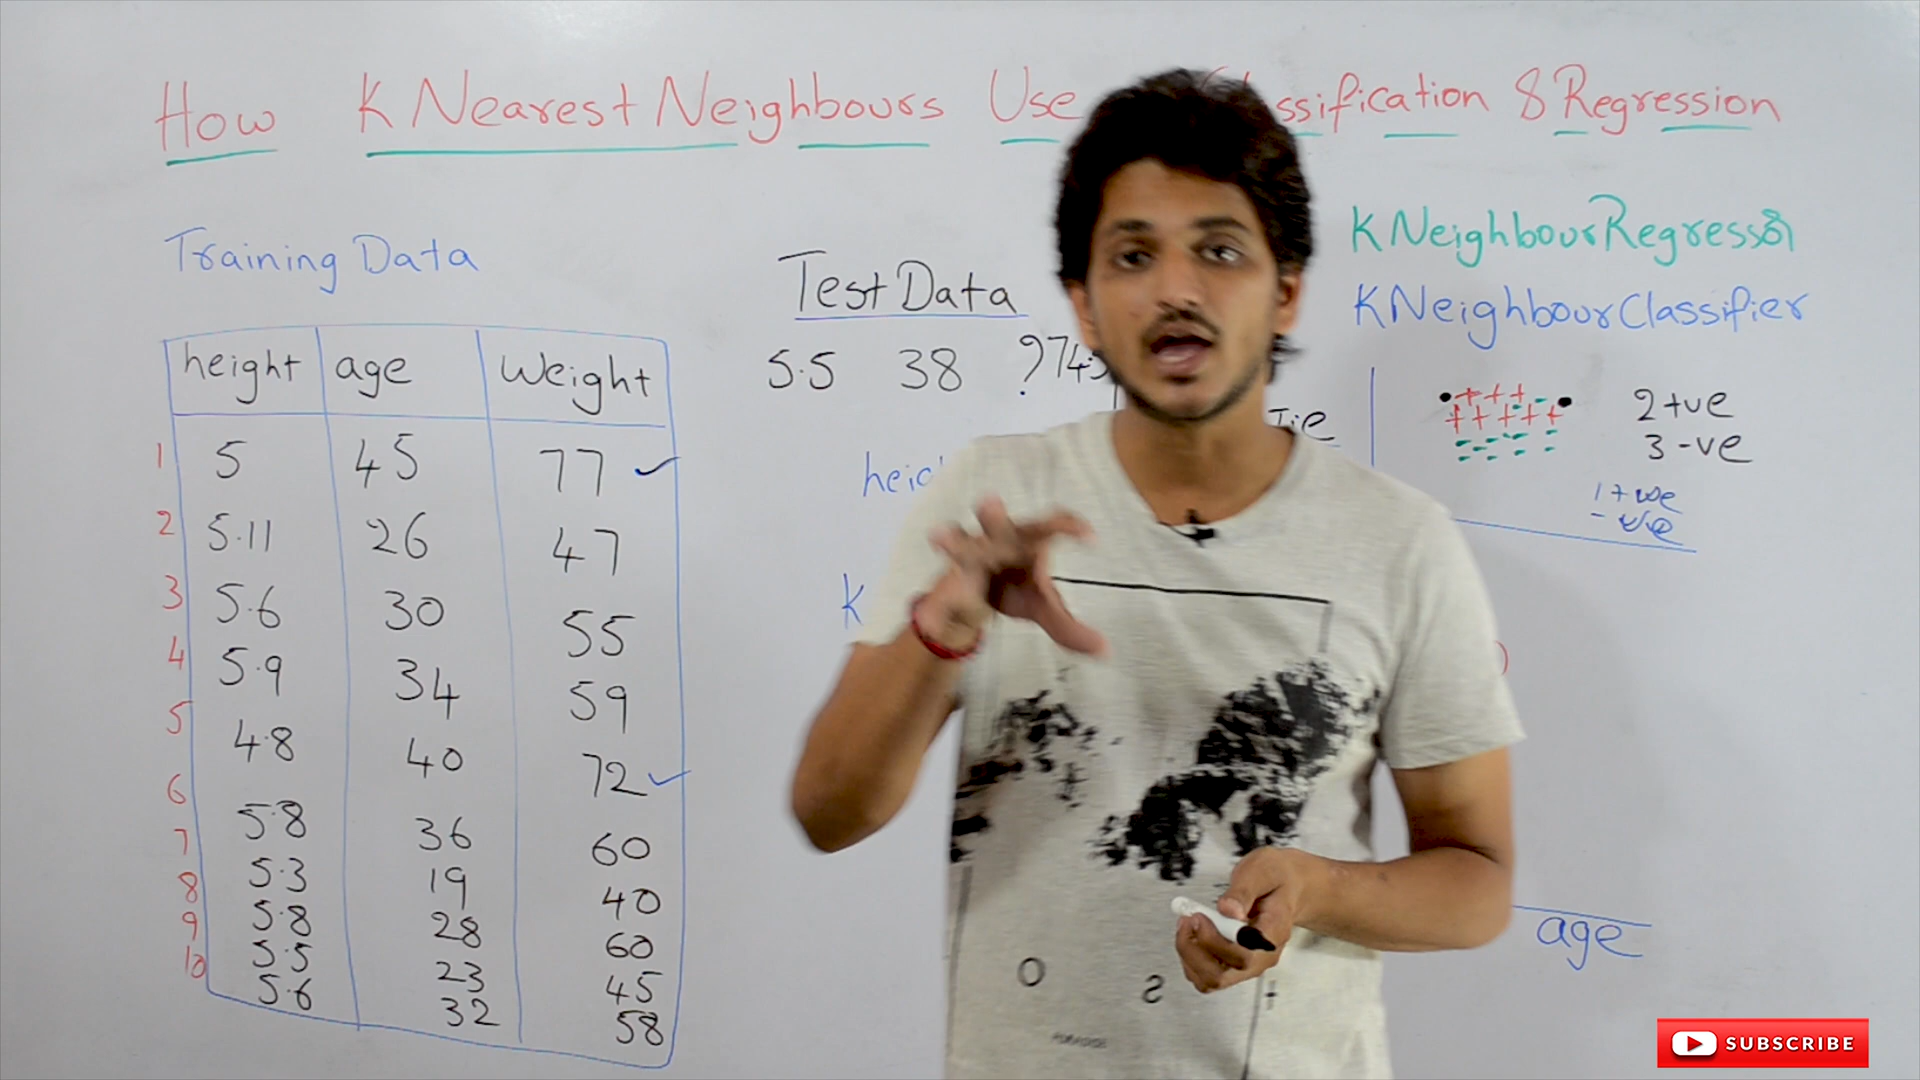 How K Nearest Neighbours Use ssification & Regression
Training Data
height age Weight
1 5 45 77
2 5.11 26 47
3 5.6 30 55
4 5.9 34 59
5 4.8 40 72
6 5.8 36 60
7 5.3 19 40
8 5.8 28 60
9 5.5 23 45
10 5.6 32 58
Test Data
5.5 38 ? 74.5
K
KNeighbourRegressor
KNeighbourClassifier
2 +ve
3 -ve
1 +ve
-ve
age
O S +
SUBSCRIBE